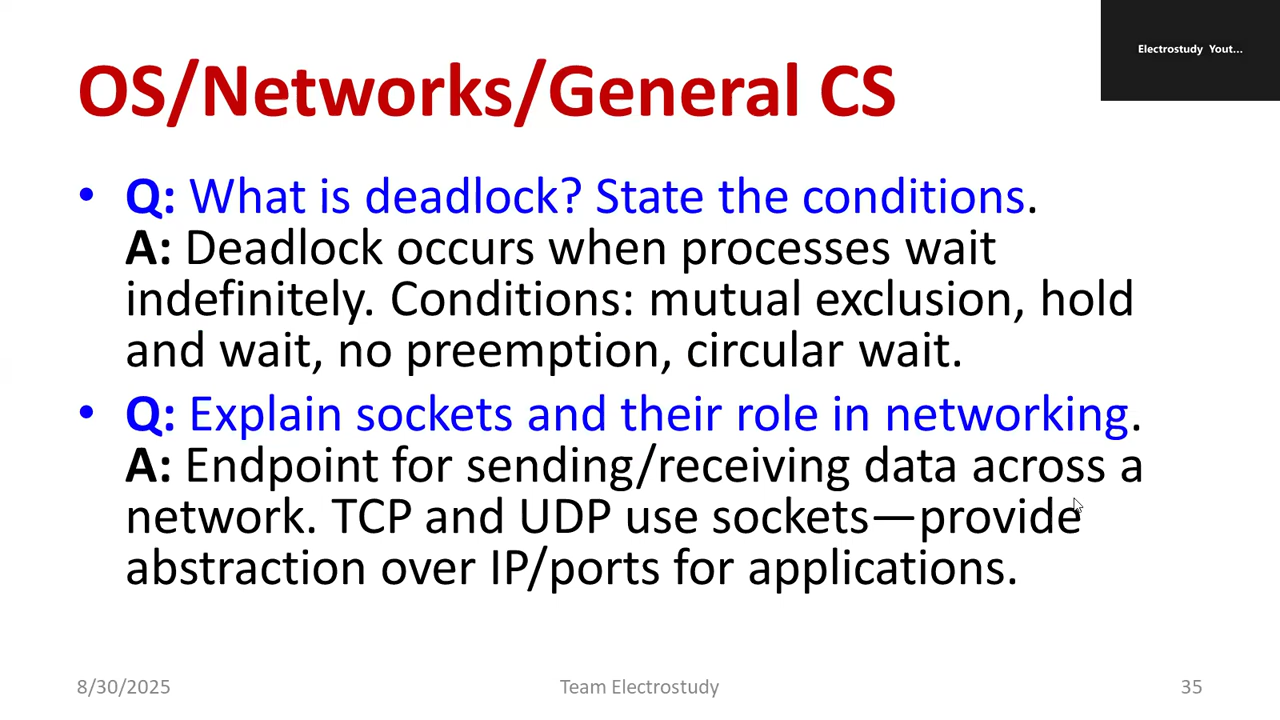 Electrostudy Yout...
OS/Networks/General CS
• Q: What is deadlock? State the conditions.
A: Deadlock occurs when processes wait
indefinitely. Conditions: mutual exclusion, hold
and wait, no preemption, circular wait.
• Q: Explain sockets and their role in networking.
A: Endpoint for sending/receiving data across a
network. TCP and UDP use sockets—provide
abstraction over IP/ports for applications.
8/30/2025 Team Electrostudy 35